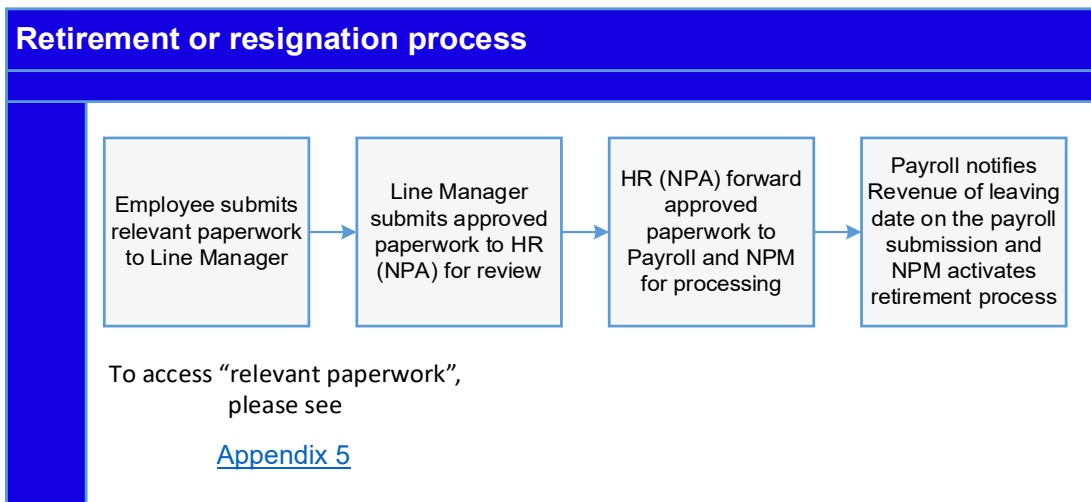 Retirement or resignation process
Employee submits
relevant paperwork
to Line Manager
Line Manager
submits approved
paperwork to HR
(NPA) for review
HR (NPA) forward
approved
paperwork to
Payroll and NPM
for processing
Payroll notifies
Revenue of leaving
date on the payroll
submission and
NPM activates
retirement process
To access “relevant paperwork”,
please see
Appendix 5